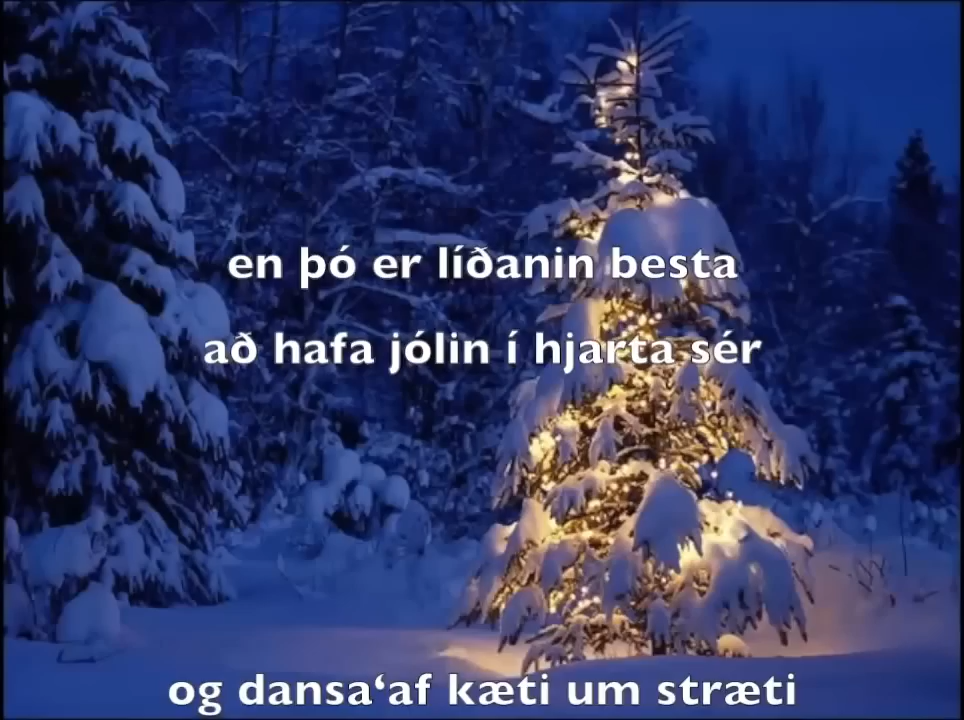 en þó er líðanin besta
að hafa jólin í hjarta sér
og dansa‘af kæti um stræti